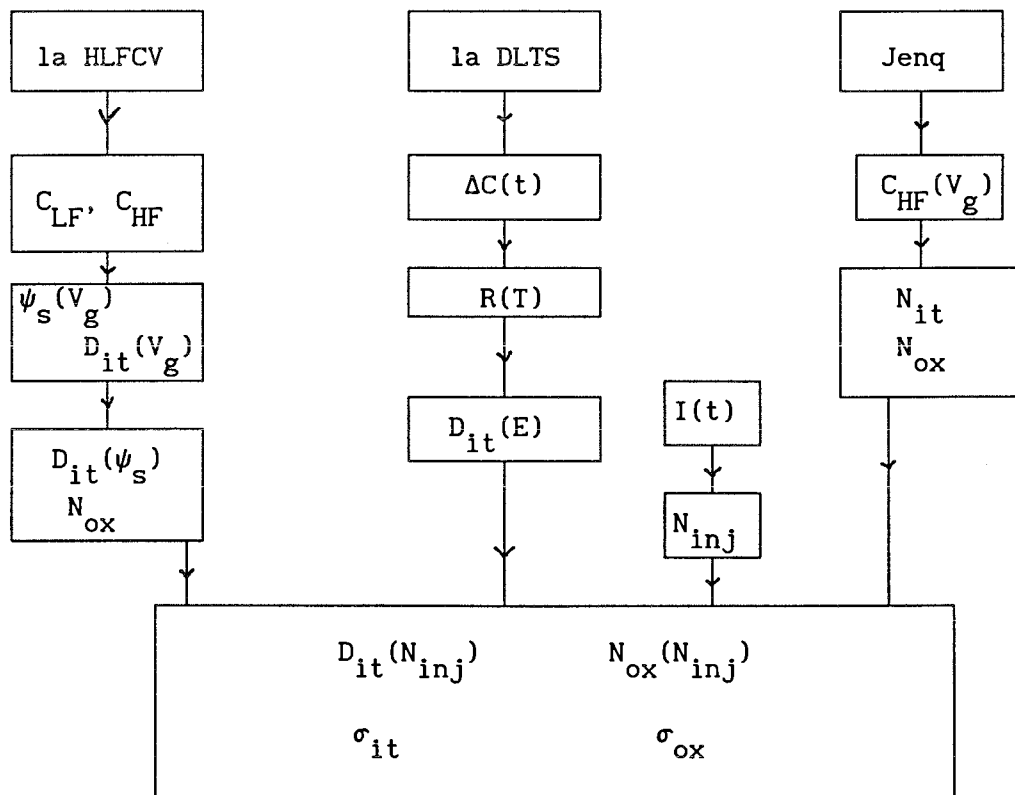 la HLFCV
C_LF, C_HF
ψ_s(V_g)
D_it(V_g)
D_it(ψ_s)
N_ox
la DLTS
ΔC(t)
R(T)
D_it(E)
I(t)
N_inj
Jenq
C_HF(V_g)
N_it
N_ox
D_it(N_inj) N_ox(N_inj)
σ_it σ_ox